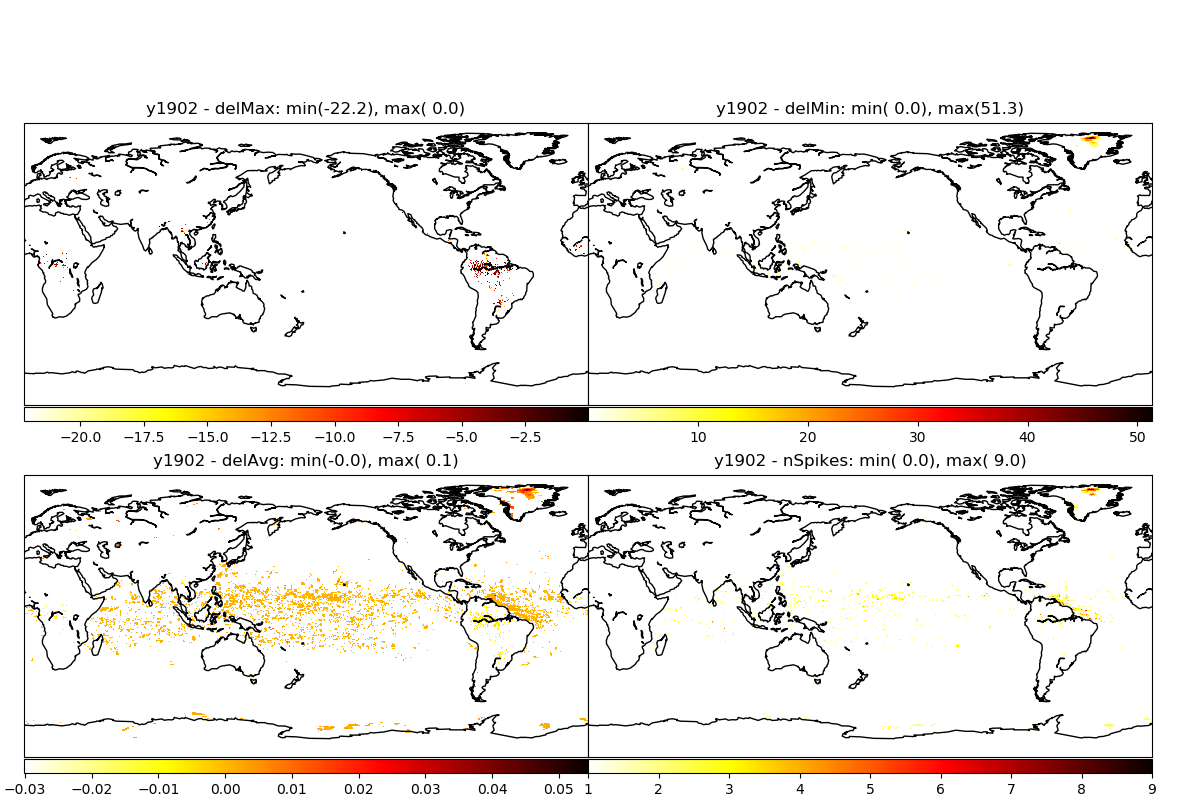 y1902 - delMax: min(-22.2), max( 0.0)
y1902 - delMin: min( 0.0), max(51.3)
−20.0 −17.5 −15.0 −12.5 −10.0 −7.5 −5.0 −2.5
10 20 30 40 50
y1902 - delAvg: min(-0.0), max( 0.1)
y1902 - nSpikes: min( 0.0), max( 9.0)
−0.03 −0.02 −0.01 0.00 0.01 0.02 0.03 0.04 0.05
1 2 3 4 5 6 7 8 9